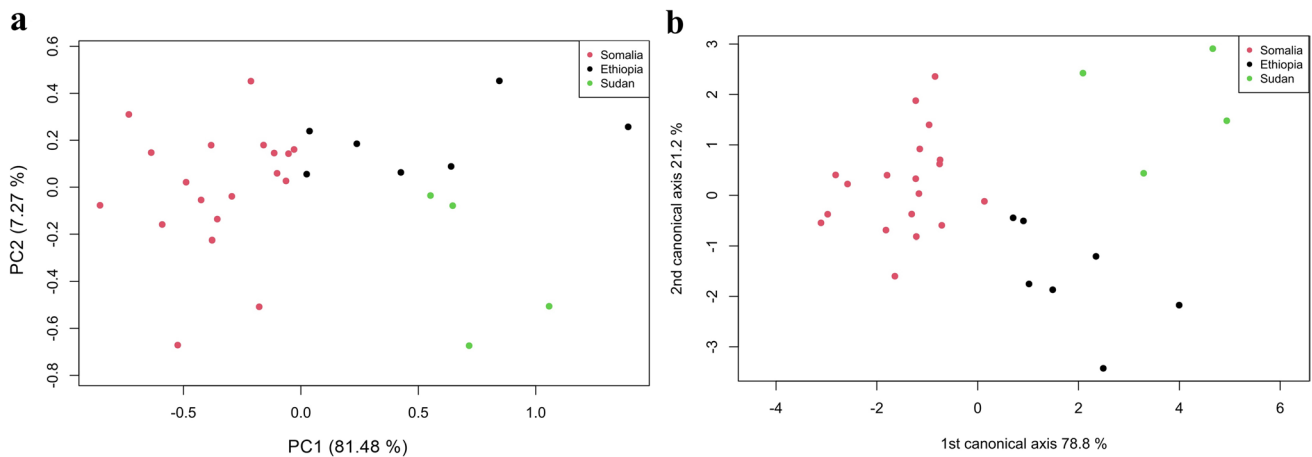 a
Somalia
Ethiopia
Sudan
PC2 (7.27 %)
0.6
0.4
0.2
0.0
-0.2
-0.4
-0.6
-0.8
-0.5 0.0 0.5 1.0
PC1 (81.48 %)
b
Somalia
Ethiopia
Sudan
2nd canonical axis 21.2 %
3
2
1
0
-1
-2
-3
-4 -2 0 2 4 6
1st canonical axis 78.8 %